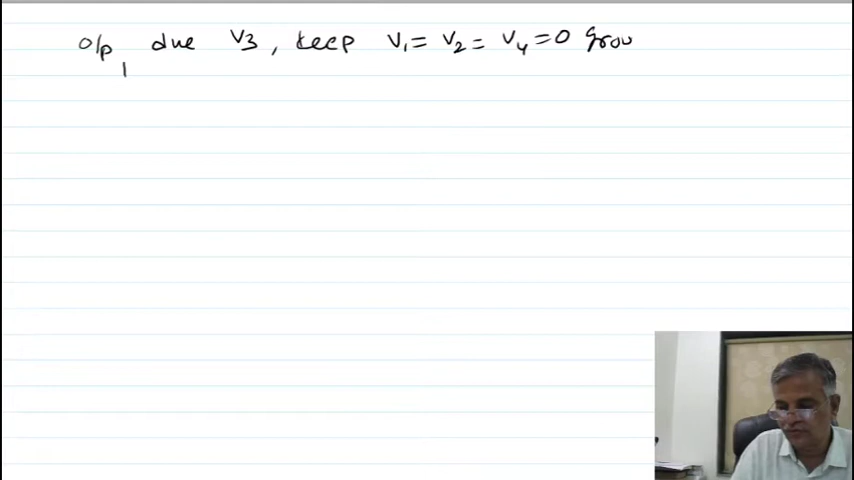 o/p, due V3, keep V1= V2= V4=0 grou